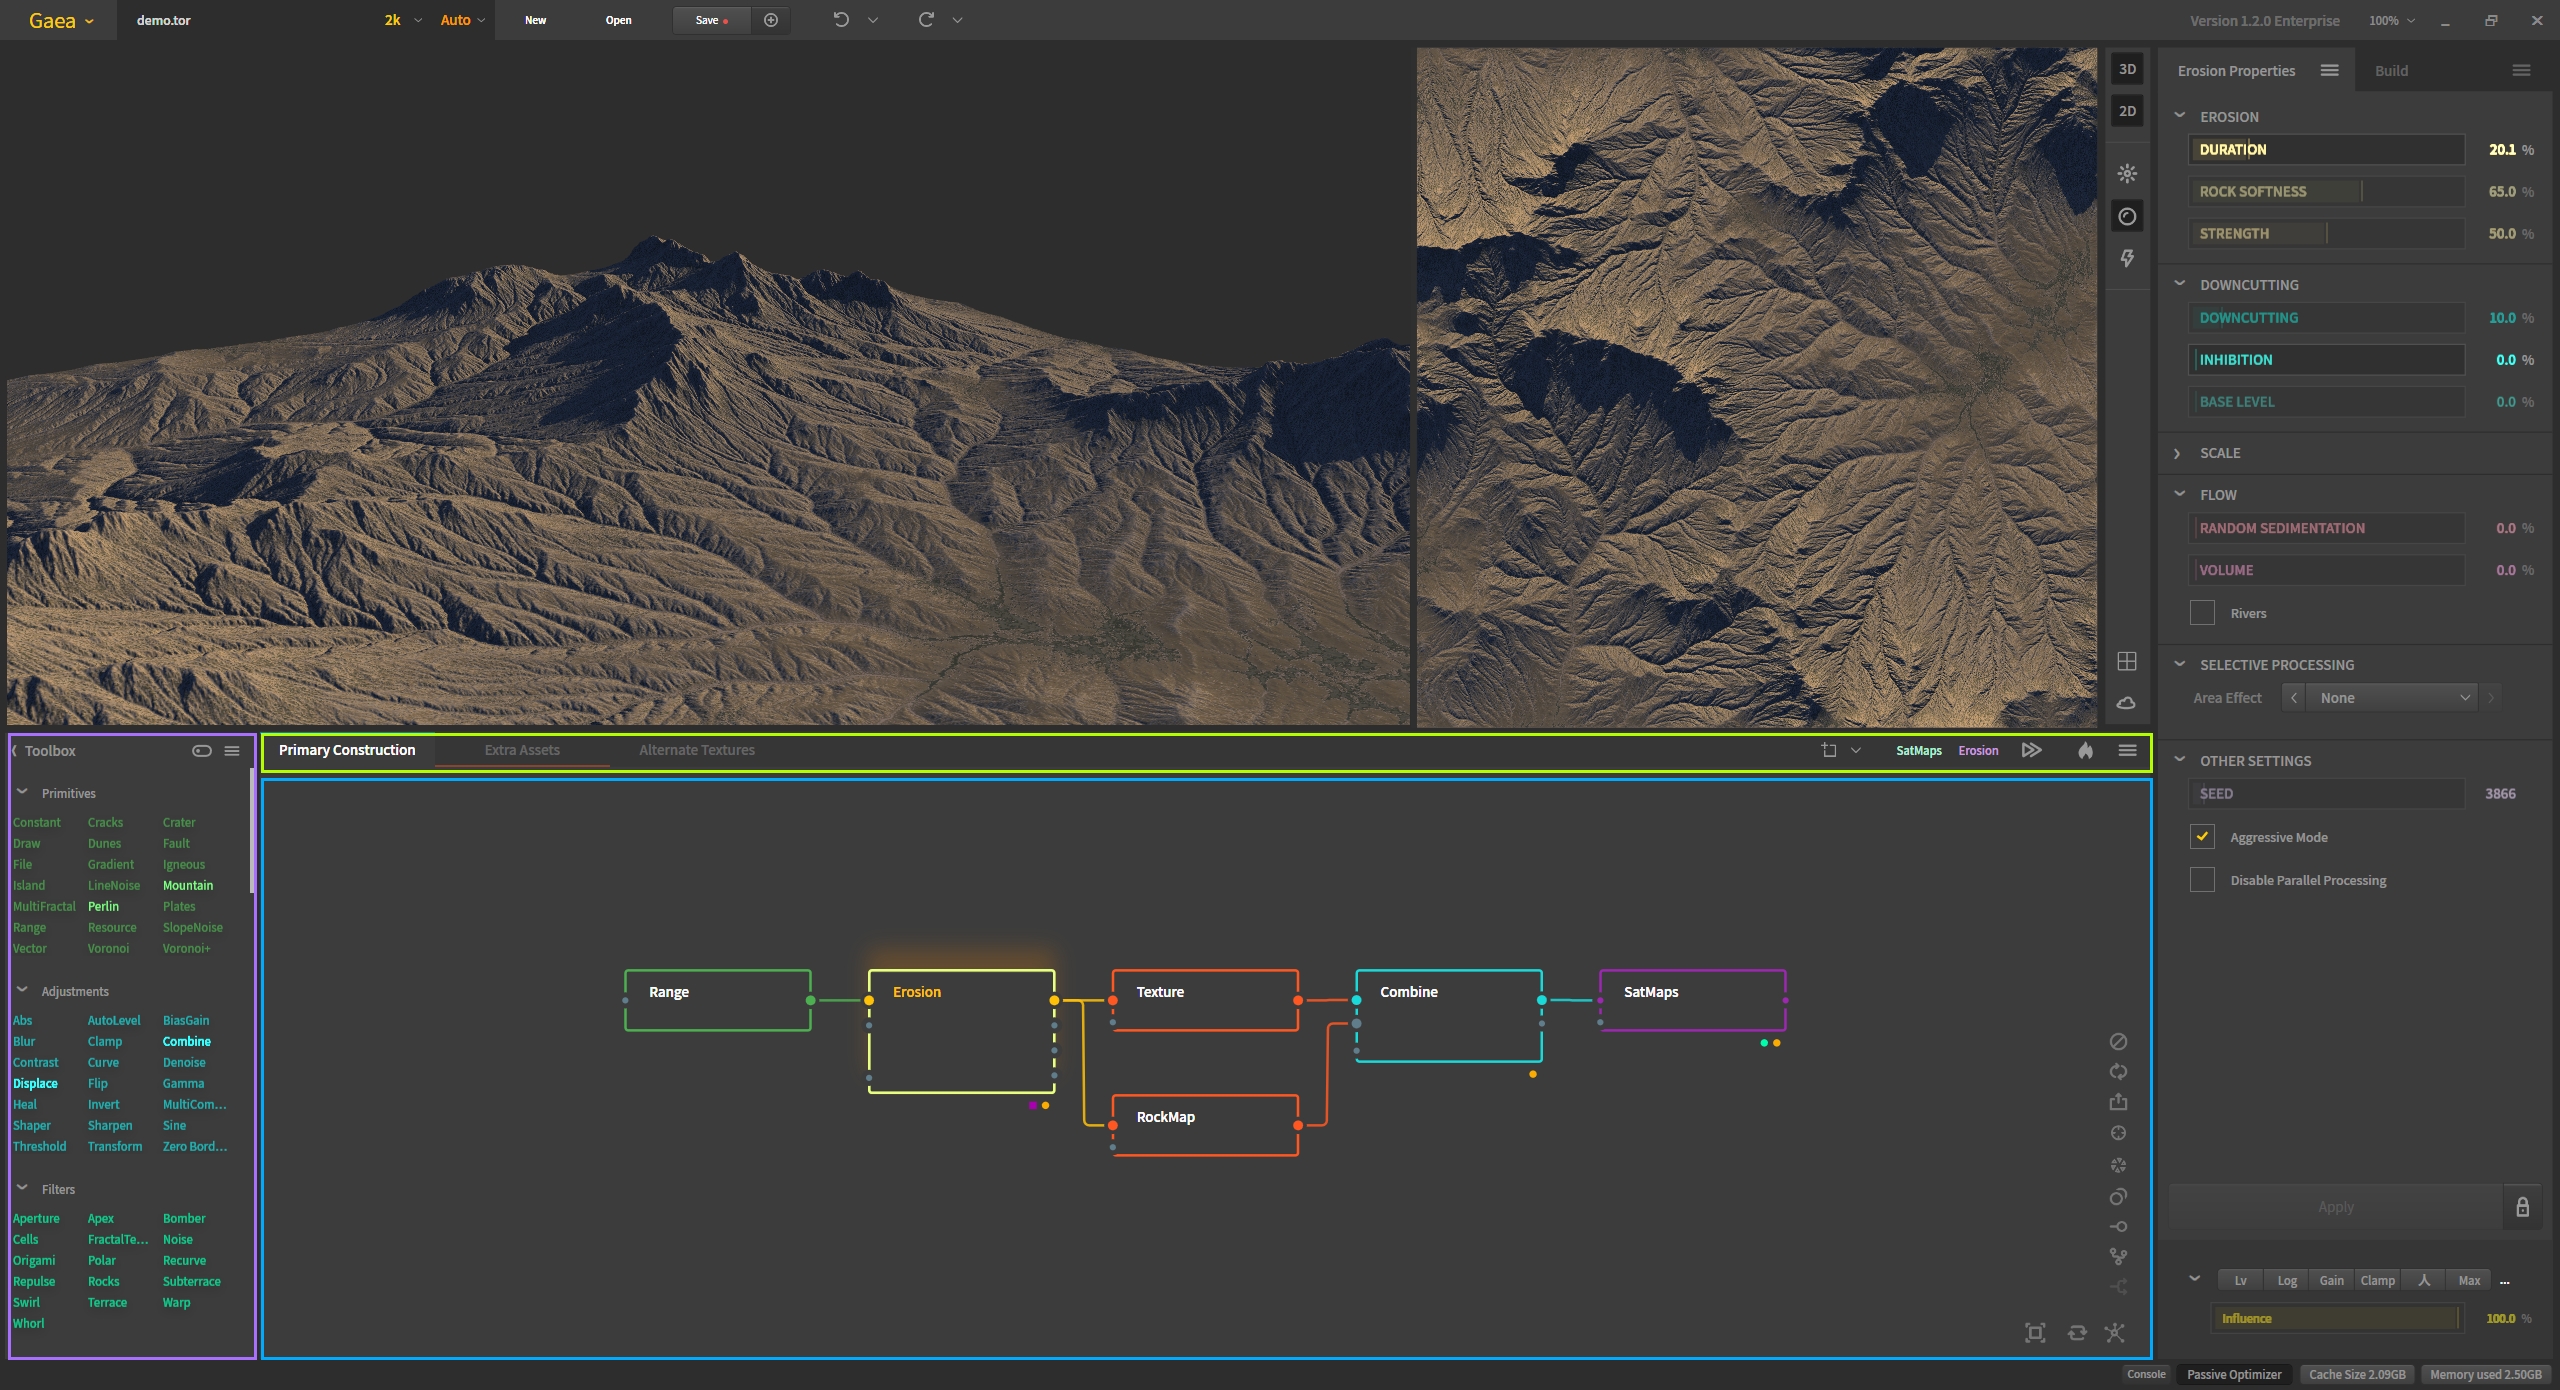 Gaea
demo.tor
2k
Auto
New
Open
Save
Version 1.2.0 Enterprise
100%
3D
2D
Erosion Properties
Build
EROSION
DURATION 20.1 %
ROCK SOFTNESS 65.0 %
STRENGTH 50.0 %
DOWNCUTTING
DOWNCUTTING 10.0 %
INHIBITION 0.0 %
BASE LEVEL 0.0 %
SCALE
FLOW
RANDOM SEDIMENTATION 0.0 %
VOLUME 0.0 %
Rivers
SELECTIVE PROCESSING
Area Effect None
OTHER SETTINGS
SEED 3866
Aggressive Mode
Disable Parallel Processing
Apply
Lv Log Gain Clamp 人 Max ...
Influence 100.0 %
Toolbox
Primitives
Constant Cracks Crater
Draw Dunes Fault
File Gradient Igneous
Island LineNoise Mountain
MultiFractal Perlin Plates
Range Resource SlopeNoise
Vector Voronoi Voronoi+
Adjustments
Abs AutoLevel BiasGain
Blur Clamp Combine
Contrast Curve Denoise
Displace Flip Gamma
Heal Invert MultiCom...
Shaper Sharpen Sine
Threshold Transform Zero Bord...
Filters
Aperture Apex Bomber
Cells FractalTe... Noise
Origami Polar Recurve
Repulse Rocks Subterrace
Swirl Terrace Warp
Whorl
Primary Construction
Extra Assets
Alternate Textures
SatMaps
Erosion
Range
Erosion
Texture
Combine
SatMaps
RockMap
Console
Passive Optimizer
Cache Size 2.09GB
Memory used 2.50GB